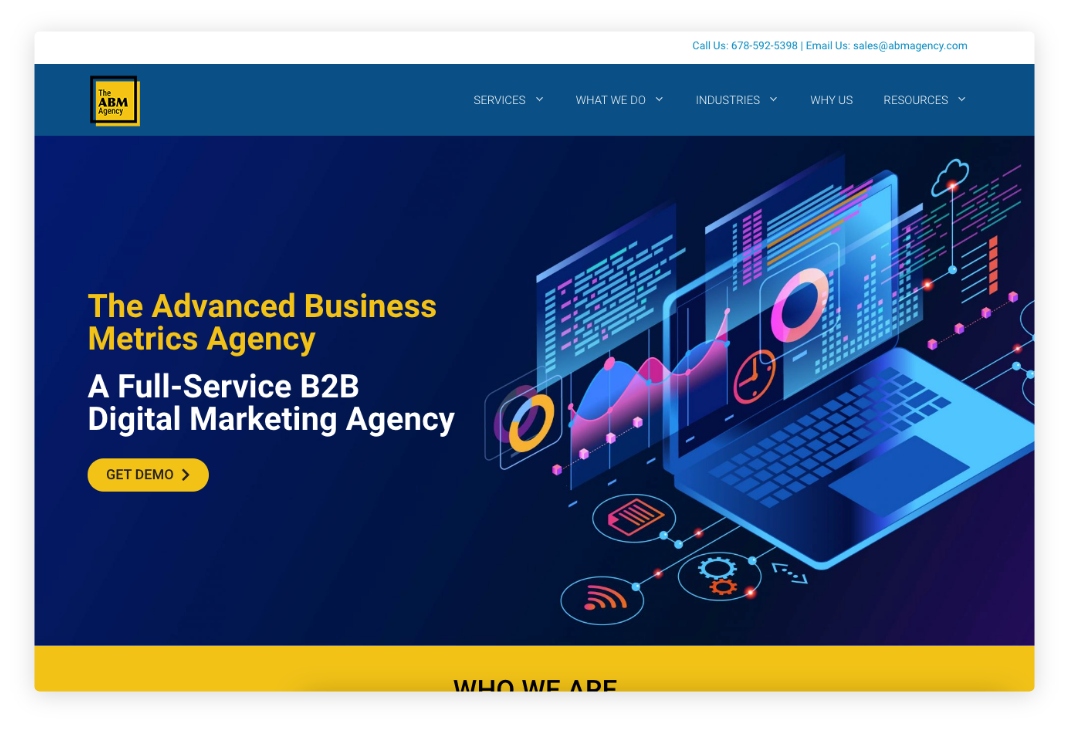 Call Us: 678-592-5398 | Email Us: sales@abmagency.com
The
ABM
Agency
SERVICES
WHAT WE DO
INDUSTRIES
WHY US
RESOURCES
The Advanced Business
Metrics Agency
A Full-Service B2B
Digital Marketing Agency
GET DEMO
WHO WE ARE